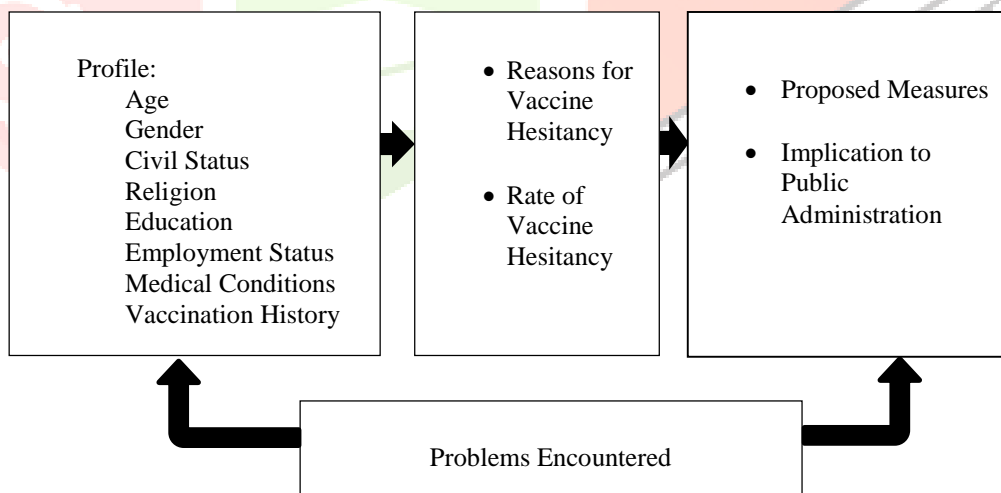 Profile:
Age
Gender
Civil Status
Religion
Education
Employment Status
Medical Conditions
Vaccination History
• Reasons for
Vaccine
Hesitancy
• Rate of
Vaccine
Hesitancy
• Proposed Measures
• Implication to
Public
Administration
Problems Encountered